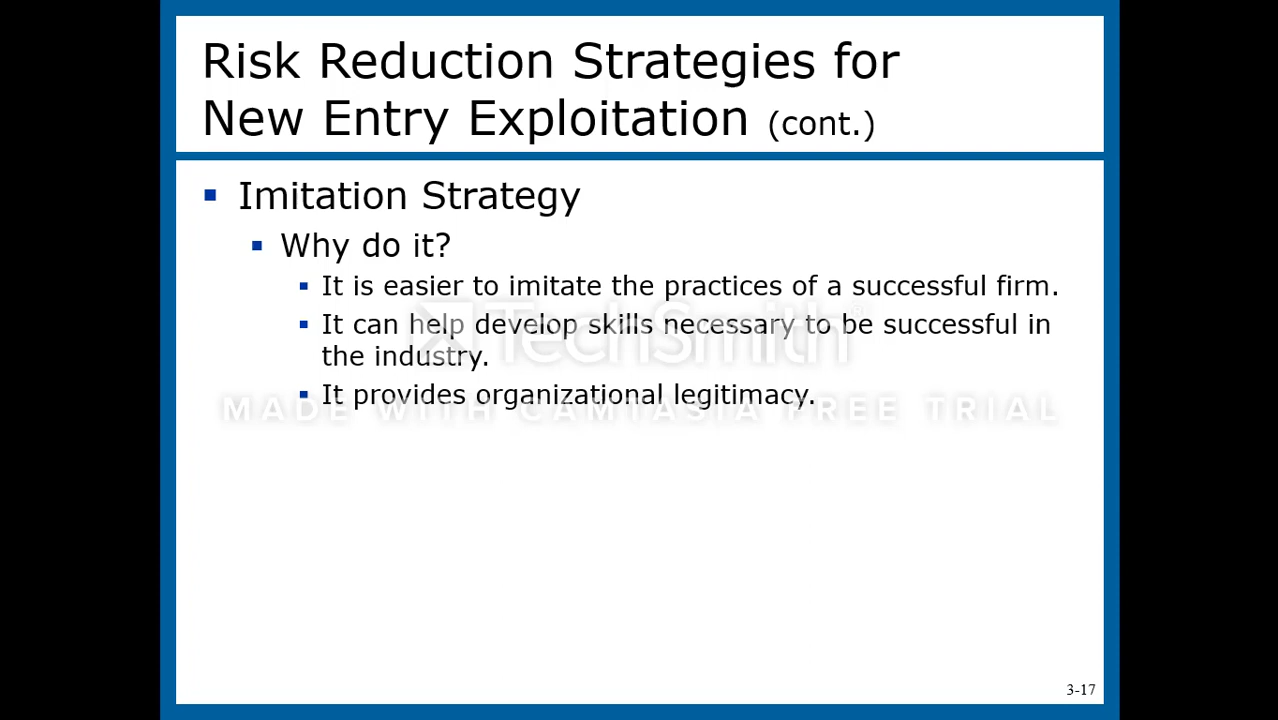 Risk Reduction Strategies for
New Entry Exploitation (cont.)
Imitation Strategy
Why do it?
It is easier to imitate the practices of a successful firm.
It can help develop skills necessary to be successful in
the industry.
It provides organizational legitimacy.
TechSmith®
MADE WITH CAMTASIA FREE TRIAL
3-17